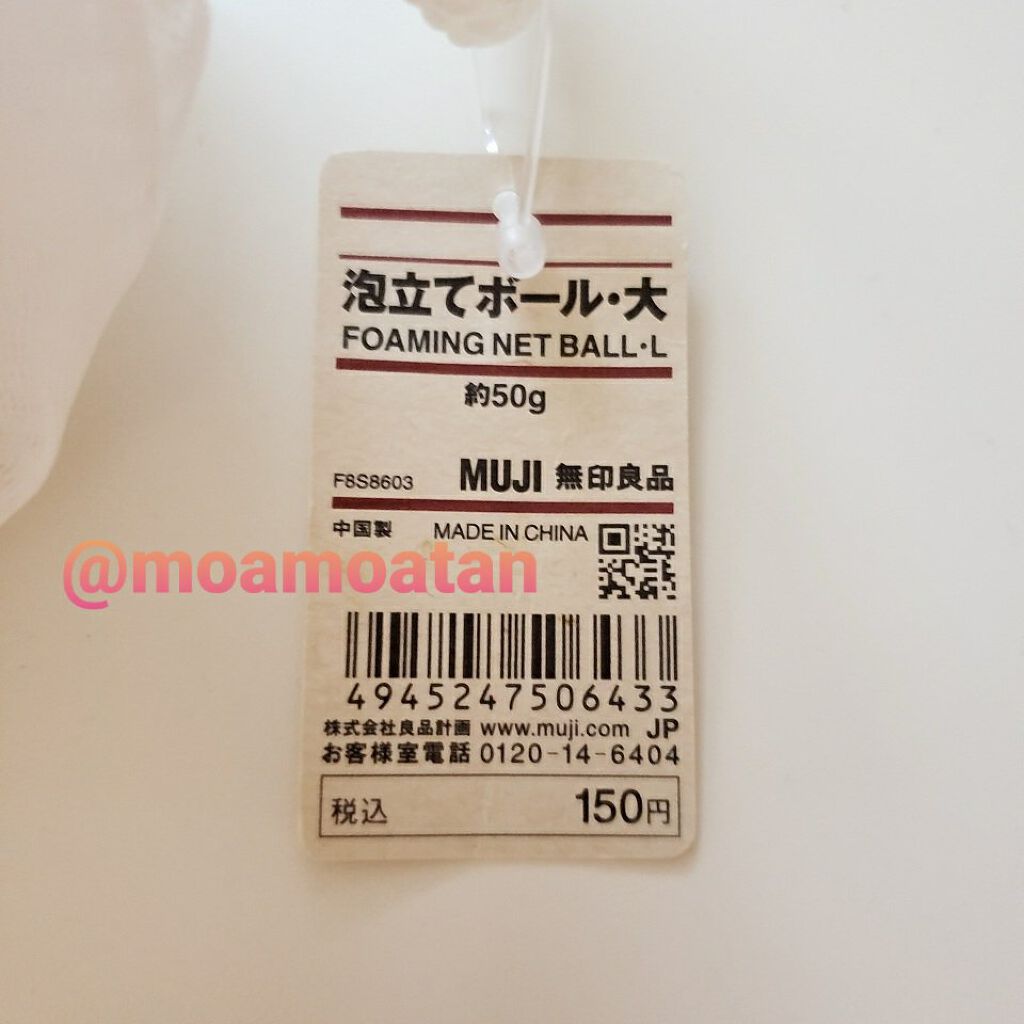 泡立てボール・大
FOAMING NET BALL・L
約50g
F8S8603 MUJI 無印良品
中国製 MADE IN CHINA
@moamoatan
4945247506433
株式会社良品計画 www.muji.com JP
お客様室電話 0120-14-6404
税込 150円